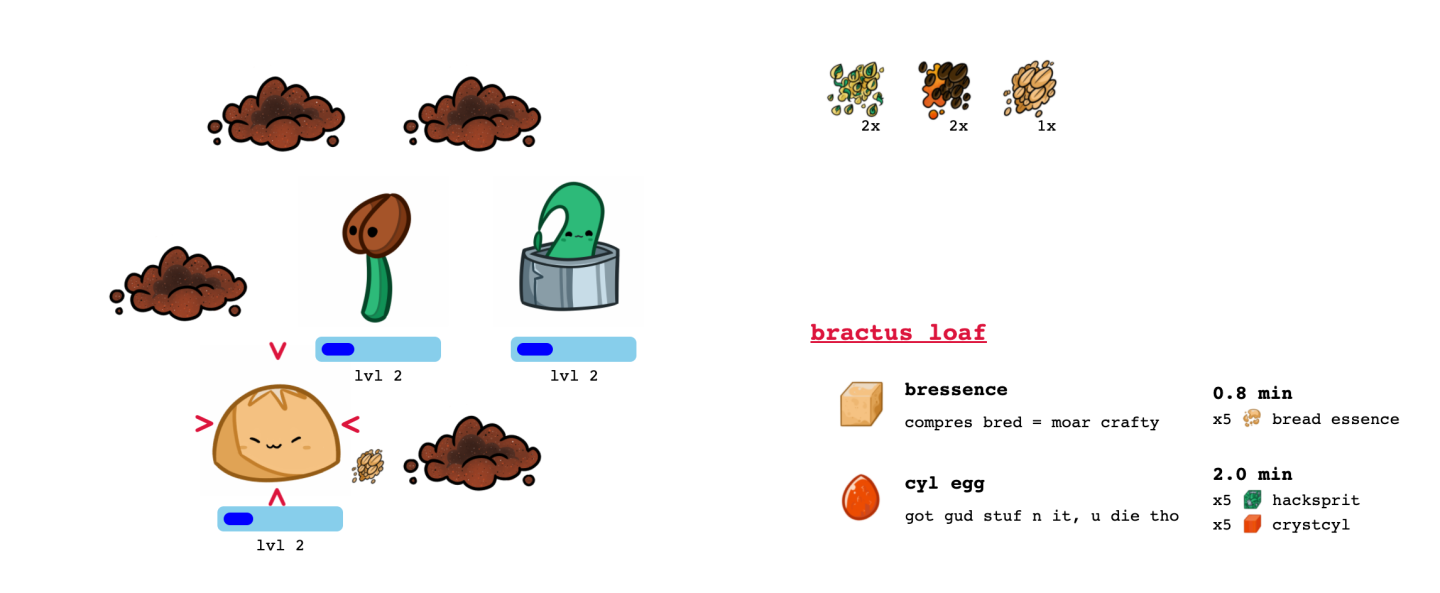 2x 2x 1x
lvl 2 lvl 2
lvl 2
bractus loaf
bressence
compres bred = moar crafty
0.8 min
x5 bread essence
cyl egg
got gud stuf n it, u die tho
2.0 min
x5 hacksprit
x5 crystcyl